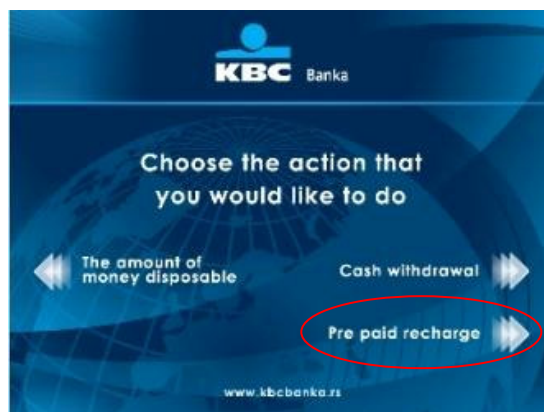 KBC Banka
Choose the action that
you would like to do
The amount of
money disposable
Cash withdrawal
Pre paid recharge
www.kbcbanka.rs